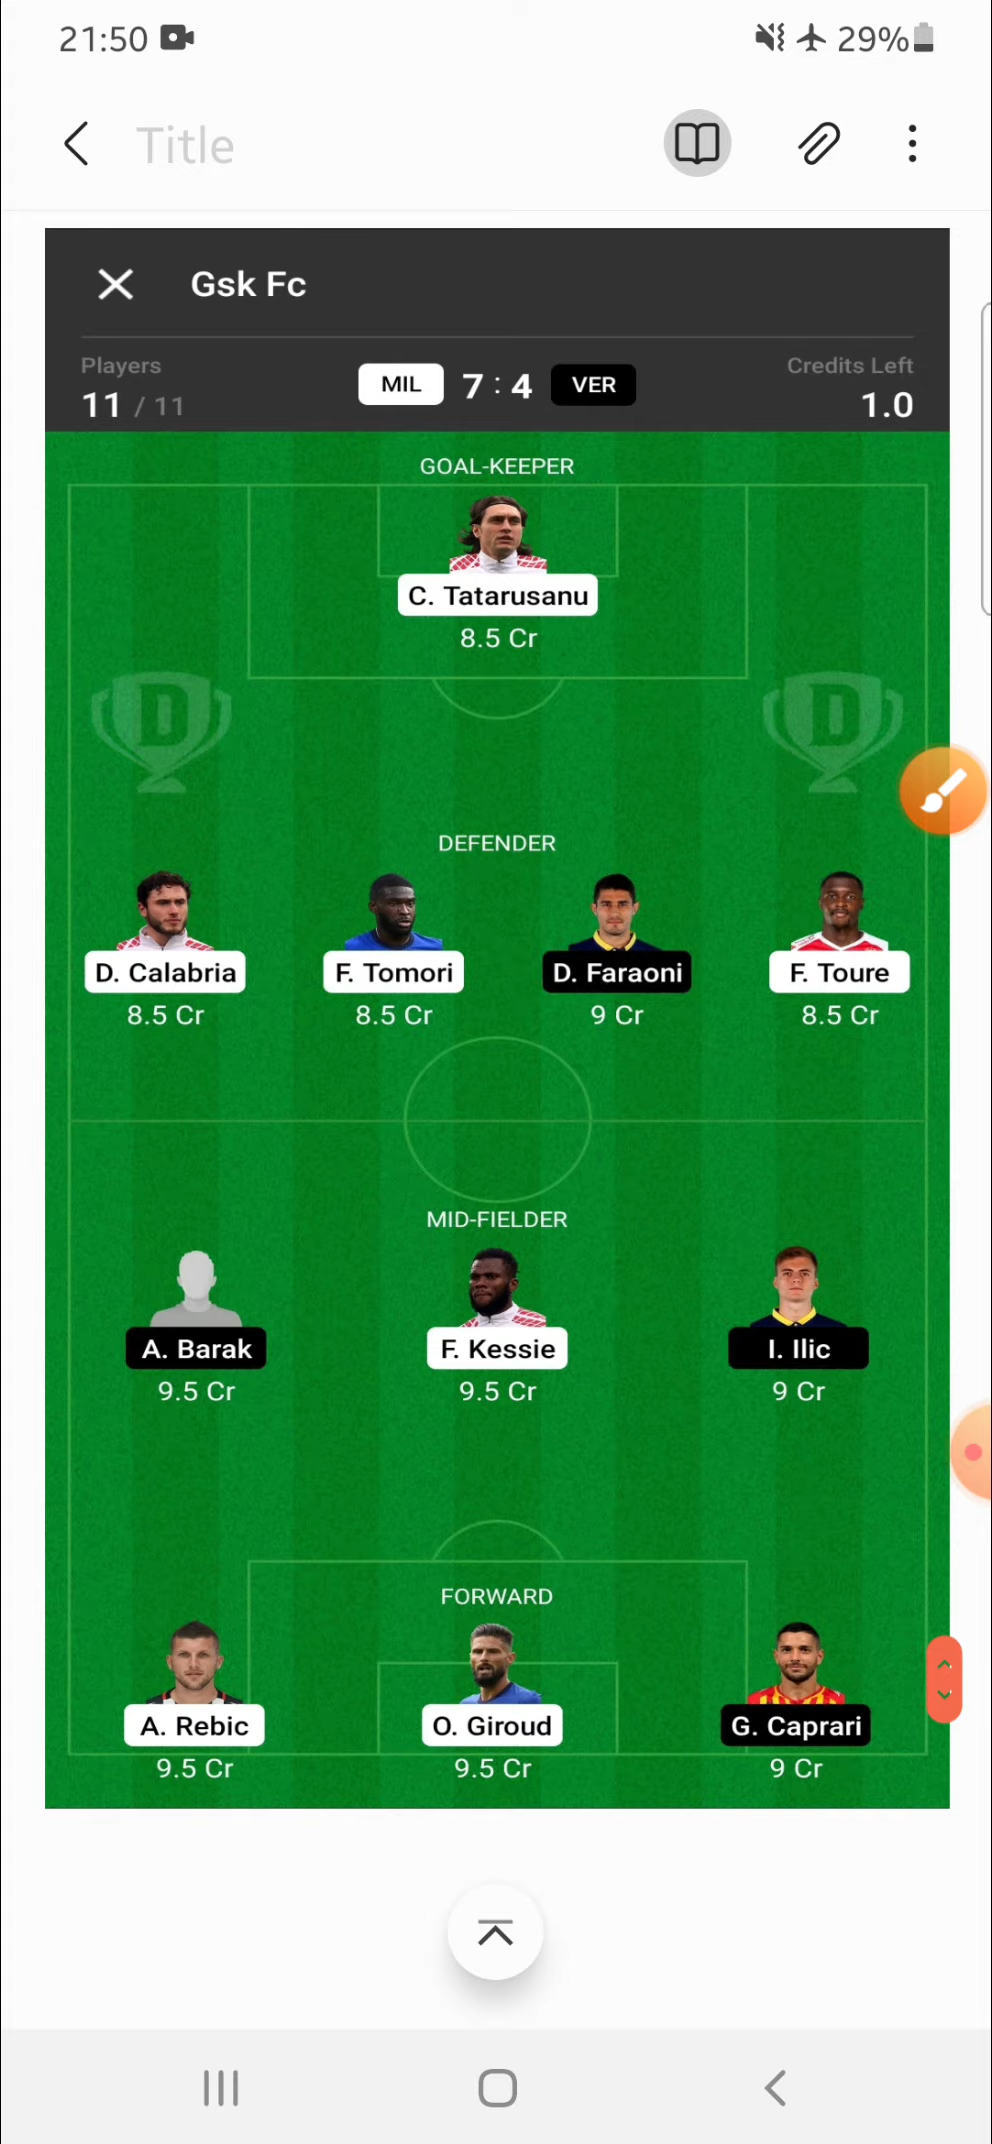 21:50 29%
Title
Gsk Fc
Players Credits Left
11 / 11 MIL 7 : 4 VER 1.0
GOAL-KEEPER
C. Tatarusanu
8.5 Cr
D D
DEFENDER
D. Calabria F. Tomori D. Faraoni F. Toure
8.5 Cr 8.5 Cr 9 Cr 8.5 Cr
MID-FIELDER
A. Barak F. Kessie I. Ilic
9.5 Cr 9.5 Cr 9 Cr
FORWARD
A. Rebic O. Giroud G. Caprari
9.5 Cr 9.5 Cr 9 Cr